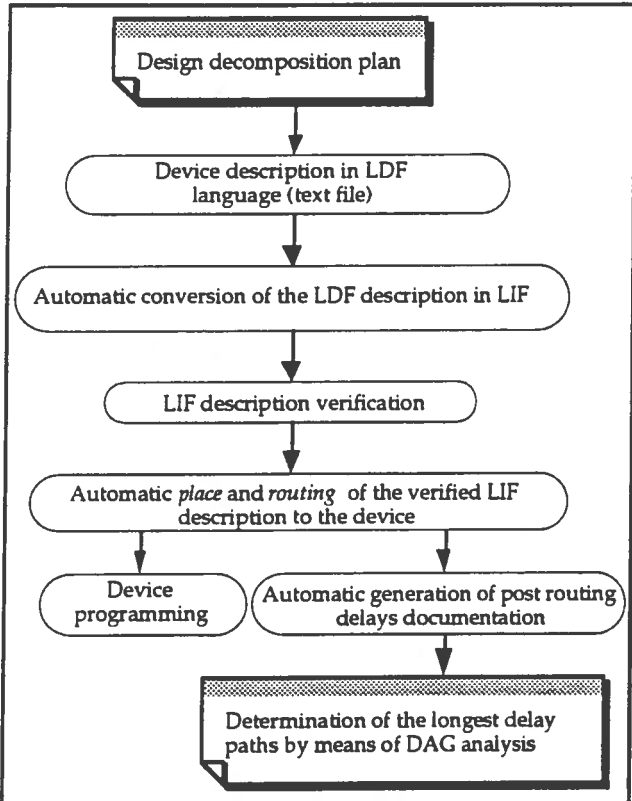 Design decomposition plan
Device description in LDF
language (text file)
Automatic conversion of the LDF description in LIF
LIF description verification
Automatic place and routing of the verified LIF
description to the device
Device
programming
Automatic generation of post routing
delays documentation
Determination of the longest delay
paths by means of DAG analysis